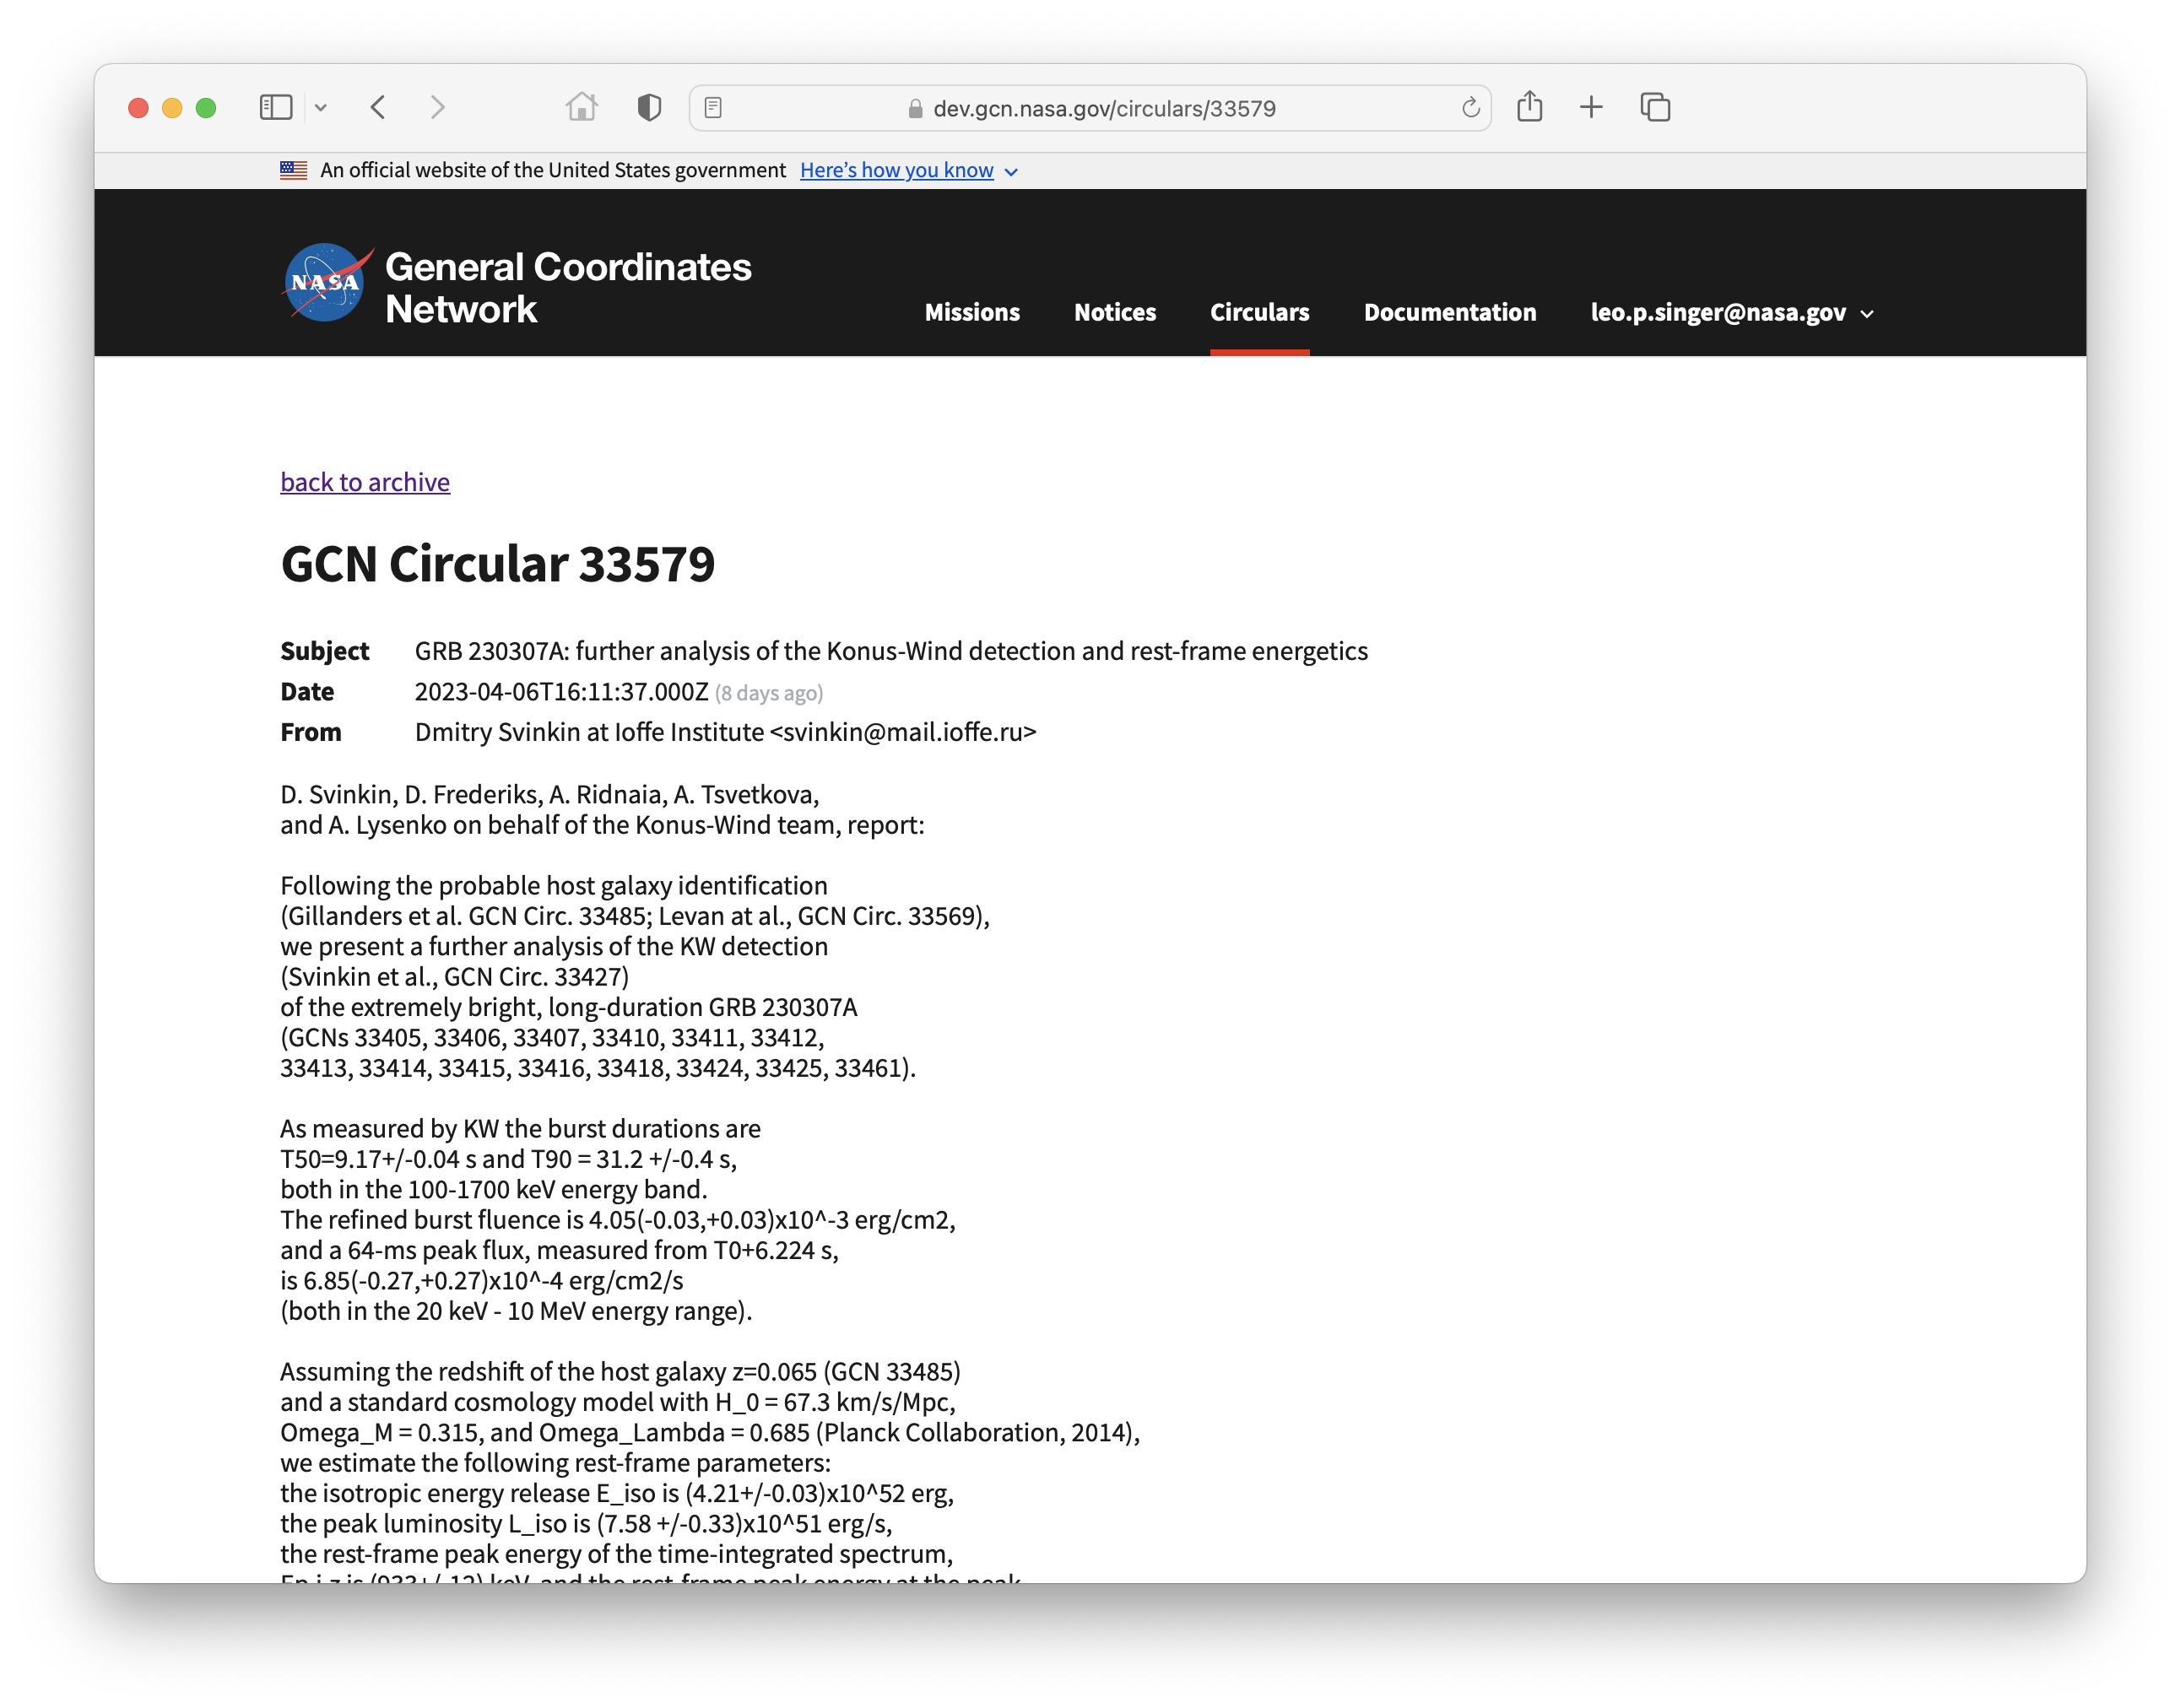 dev.gcn.nasa.gov/circulars/33579
An official website of the United States government Here’s how you know
NASA
General Coordinates
Network
Missions Notices Circulars Documentation leo.p.singer@nasa.gov
back to archive
GCN Circular 33579
Subject GRB 230307A: further analysis of the Konus-Wind detection and rest-frame energetics
Date 2023-04-06T16:11:37.000Z (8 days ago)
From Dmitry Svinkin at Ioffe Institute <svinkin@mail.ioffe.ru>
D. Svinkin, D. Frederiks, A. Ridnaia, A. Tsvetkova,
and A. Lysenko on behalf of the Konus-Wind team, report:
Following the probable host galaxy identification
(Gillanders et al. GCN Circ. 33485; Levan at al., GCN Circ. 33569),
we present a further analysis of the KW detection
(Svinkin et al., GCN Circ. 33427)
of the extremely bright, long-duration GRB 230307A
(GCNs 33405, 33406, 33407, 33410, 33411, 33412,
33413, 33414, 33415, 33416, 33418, 33424, 33425, 33461).
As measured by KW the burst durations are
T50=9.17+/-0.04 s and T90 = 31.2 +/-0.4 s,
both in the 100-1700 keV energy band.
The refined burst fluence is 4.05(-0.03,+0.03)x10^-3 erg/cm2,
and a 64-ms peak flux, measured from T0+6.224 s,
is 6.85(-0.27,+0.27)x10^-4 erg/cm2/s
(both in the 20 keV - 10 MeV energy range).
Assuming the redshift of the host galaxy z=0.065 (GCN 33485)
and a standard cosmology model with H_0 = 67.3 km/s/Mpc,
Omega_M = 0.315, and Omega_Lambda = 0.685 (Planck Collaboration, 2014),
we estimate the following rest-frame parameters:
the isotropic energy release E_iso is (4.21+/-0.03)x10^52 erg,
the peak luminosity L_iso is (7.58 +/-0.33)x10^51 erg/s,
the rest-frame peak energy of the time-integrated spectrum,
Ep,i,z is (933+/-12) keV, and the rest-frame peak energy at the peak